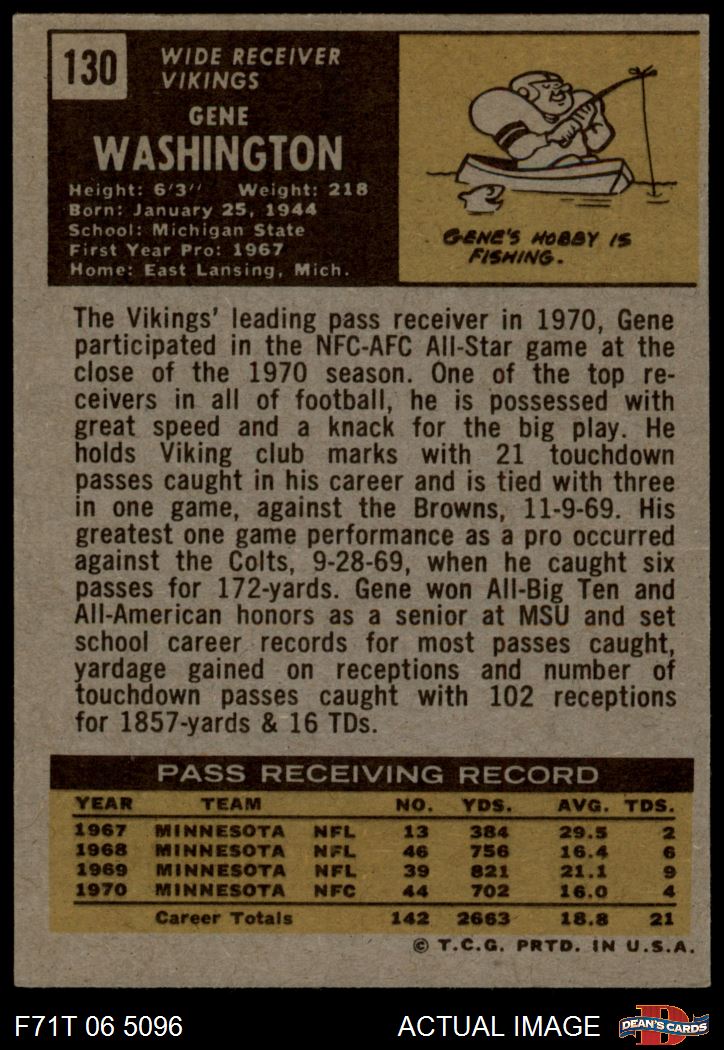 130
WIDE RECEIVER
VIKINGS
GENE
WASHINGTON
Height: 6'3" Weight: 218
Born: January 25, 1944
School: Michigan State
First Year Pro: 1967
Home: East Lansing, Mich.
GENE'S HOBBY IS
FISHING.
The Vikings' leading pass receiver in 1970, Gene
participated in the NFC-AFC All-Star game at the
close of the 1970 season. One of the top re-
ceivers in all of football, he is possessed with
great speed and a knack for the big play. He
holds Viking club marks with 21 touchdown
passes caught in his career and is tied with three
in one game, against the Browns, 11-9-69. His
greatest one game performance as a pro occurred
against the Colts, 9-28-69, when he caught six
passes for 172-yards. Gene won All-Big Ten and
All-American honors as a senior at MSU and set
school career records for most passes caught,
yardage gained on receptions and number of
touchdown passes caught with 102 receptions
for 1857-yards & 16 TDs.
PASS RECEIVING RECORD
YEAR TEAM NO. YDS. AVG. TDS.
1967 MINNESOTA NFL 13 384 29.5 2
1968 MINNESOTA NFL 46 756 16.4 6
1969 MINNESOTA NFL 39 821 21.1 9
1970 MINNESOTA NFC 44 702 16.0 4
Career Totals 142 2663 18.8 21
© T.C.G. PRTD. IN U.S.A.
F71T 06 5096 ACTUAL IMAGE
D
DEAN'S CARDS